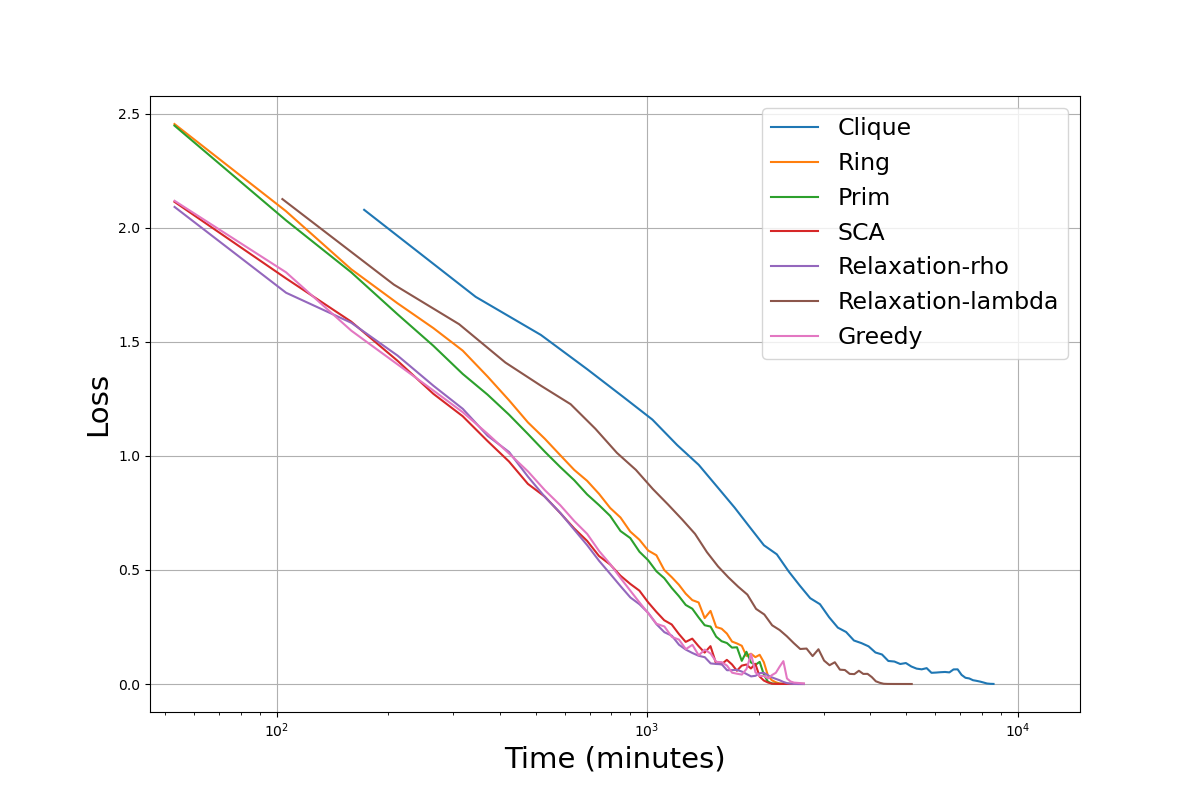 2.5
2.0
1.5
1.0
0.5
0.0
Loss
10²
10³
10⁴
Time (minutes)
Clique
Ring
Prim
SCA
Relaxation-rho
Relaxation-lambda
Greedy